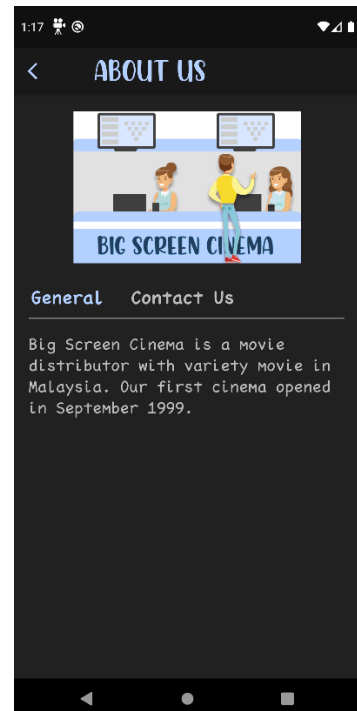 1:17
ABOUT US
BIG SCREEN CINEMA
General Contact Us
Big Screen Cinema is a movie
distributor with variety movie in
Malaysia. Our first cinema opened
in September 1999.